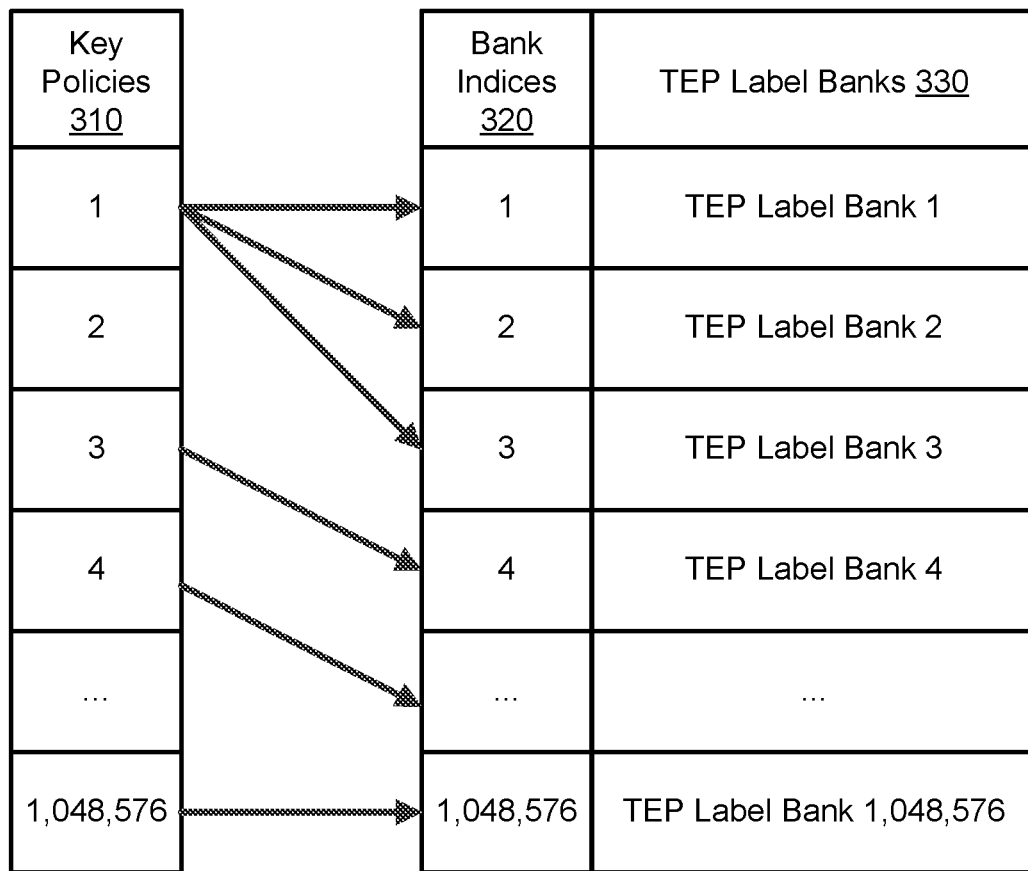 Key
Policies
310
Bank
Indices
320
TEP Label Banks 330
1
1
TEP Label Bank 1
2
2
TEP Label Bank 2
3
3
TEP Label Bank 3
4
4
TEP Label Bank 4
...
...
...
1,048,576
1,048,576
TEP Label Bank 1,048,576